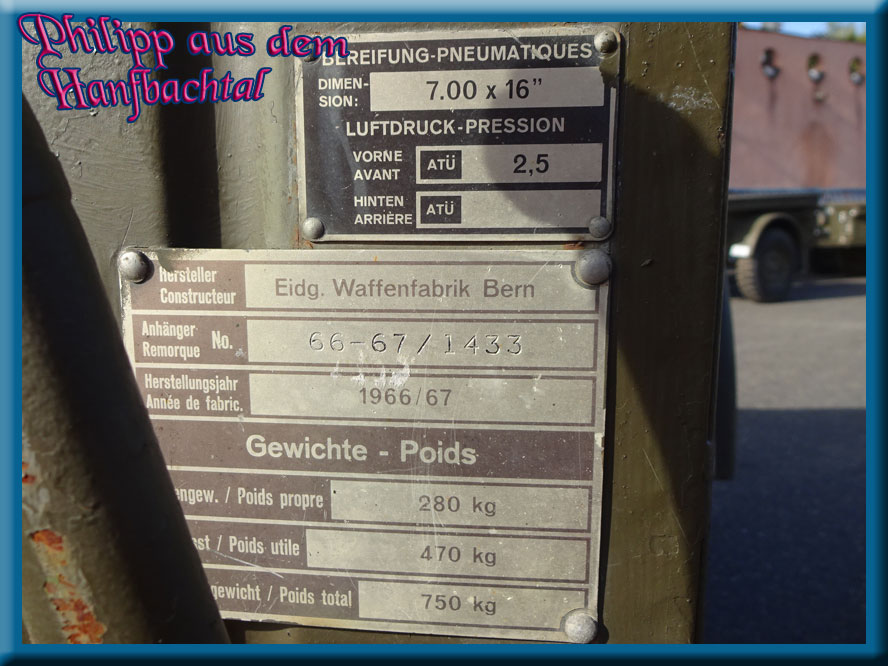 Philipp aus dem
Hanfbachtal
BEREIFUNG-PNEUMATIQUES
DIMEN-
SION: 7.00 x 16"
LUFTDRUCK-PRESSION
VORNE
AVANT ATÜ 2,5
HINTEN
ARRIÈRE ATÜ
Hersteller
Constructeur Eidg. Waffenfabrik Bern
Anhänger
Remorque No. 66-67/1433
Herstellungsjahr
Année de fabric. 1966/67
Gewichte - Poids
engew. / Poids propre 280 kg
st / Poids utile 470 kg
gewicht / Poids total 750 kg